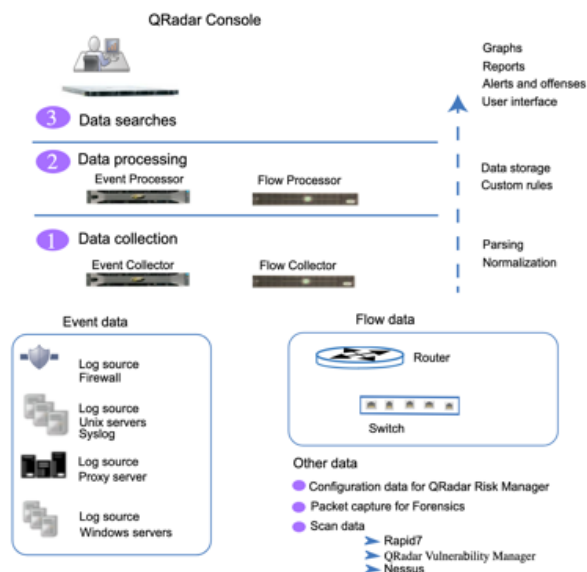 QRadar Console
Graphs
Reports
Alerts and offenses
User interface
3 Data searches
2 Data processing
Event Processor
Flow Processor
Data storage
Custom rules
1 Data collection
Event Collector
Flow Collector
Parsing
Normalization
Event data
Log source
Firewall
Log source
Unix servers
Syslog
Log source
Proxy server
Log source
Windows servers
Flow data
Router
Switch
Other data
Configuration data for QRadar Risk Manager
Packet capture for Forensics
Scan data
Rapid7
QRadar Vulnerability Manager
Nessus